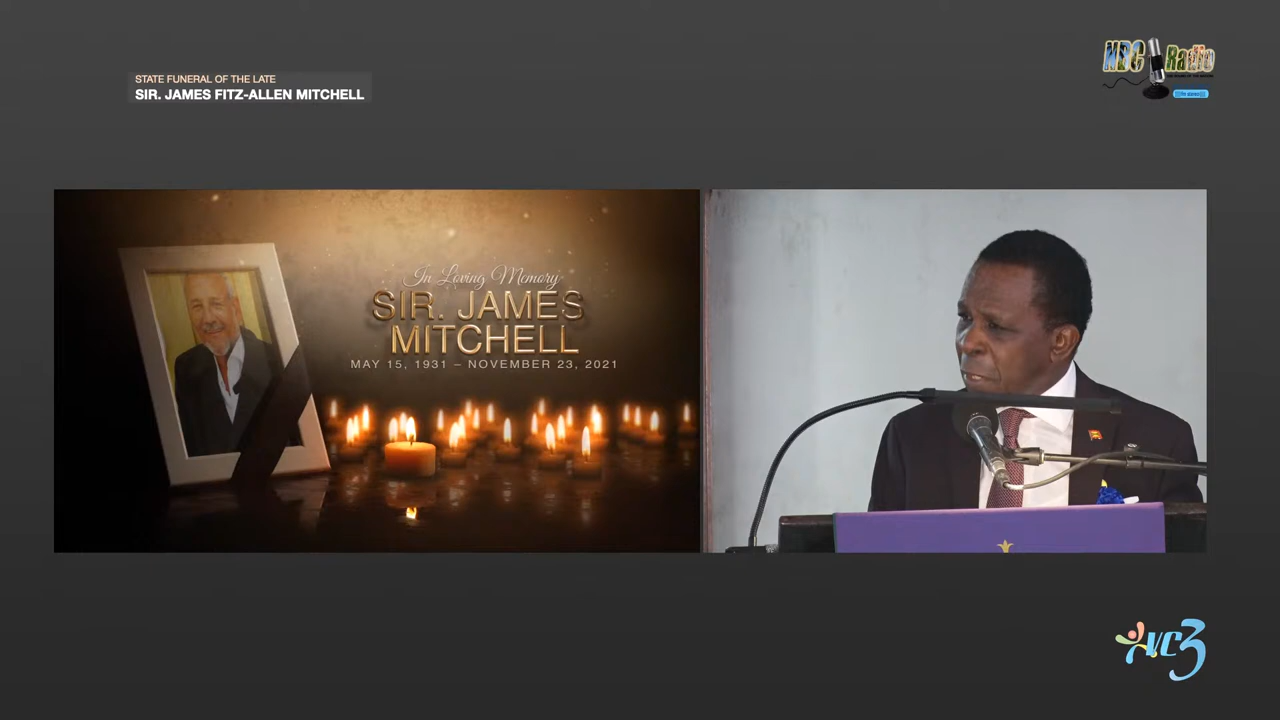 STATE FUNERAL OF THE LATE
SIR. JAMES FITZ-ALLEN MITCHELL
NBC Radio
In Loving Memory
SIR. JAMES
MITCHELL
MAY 15, 1931 – NOVEMBER 23, 2021
VC3